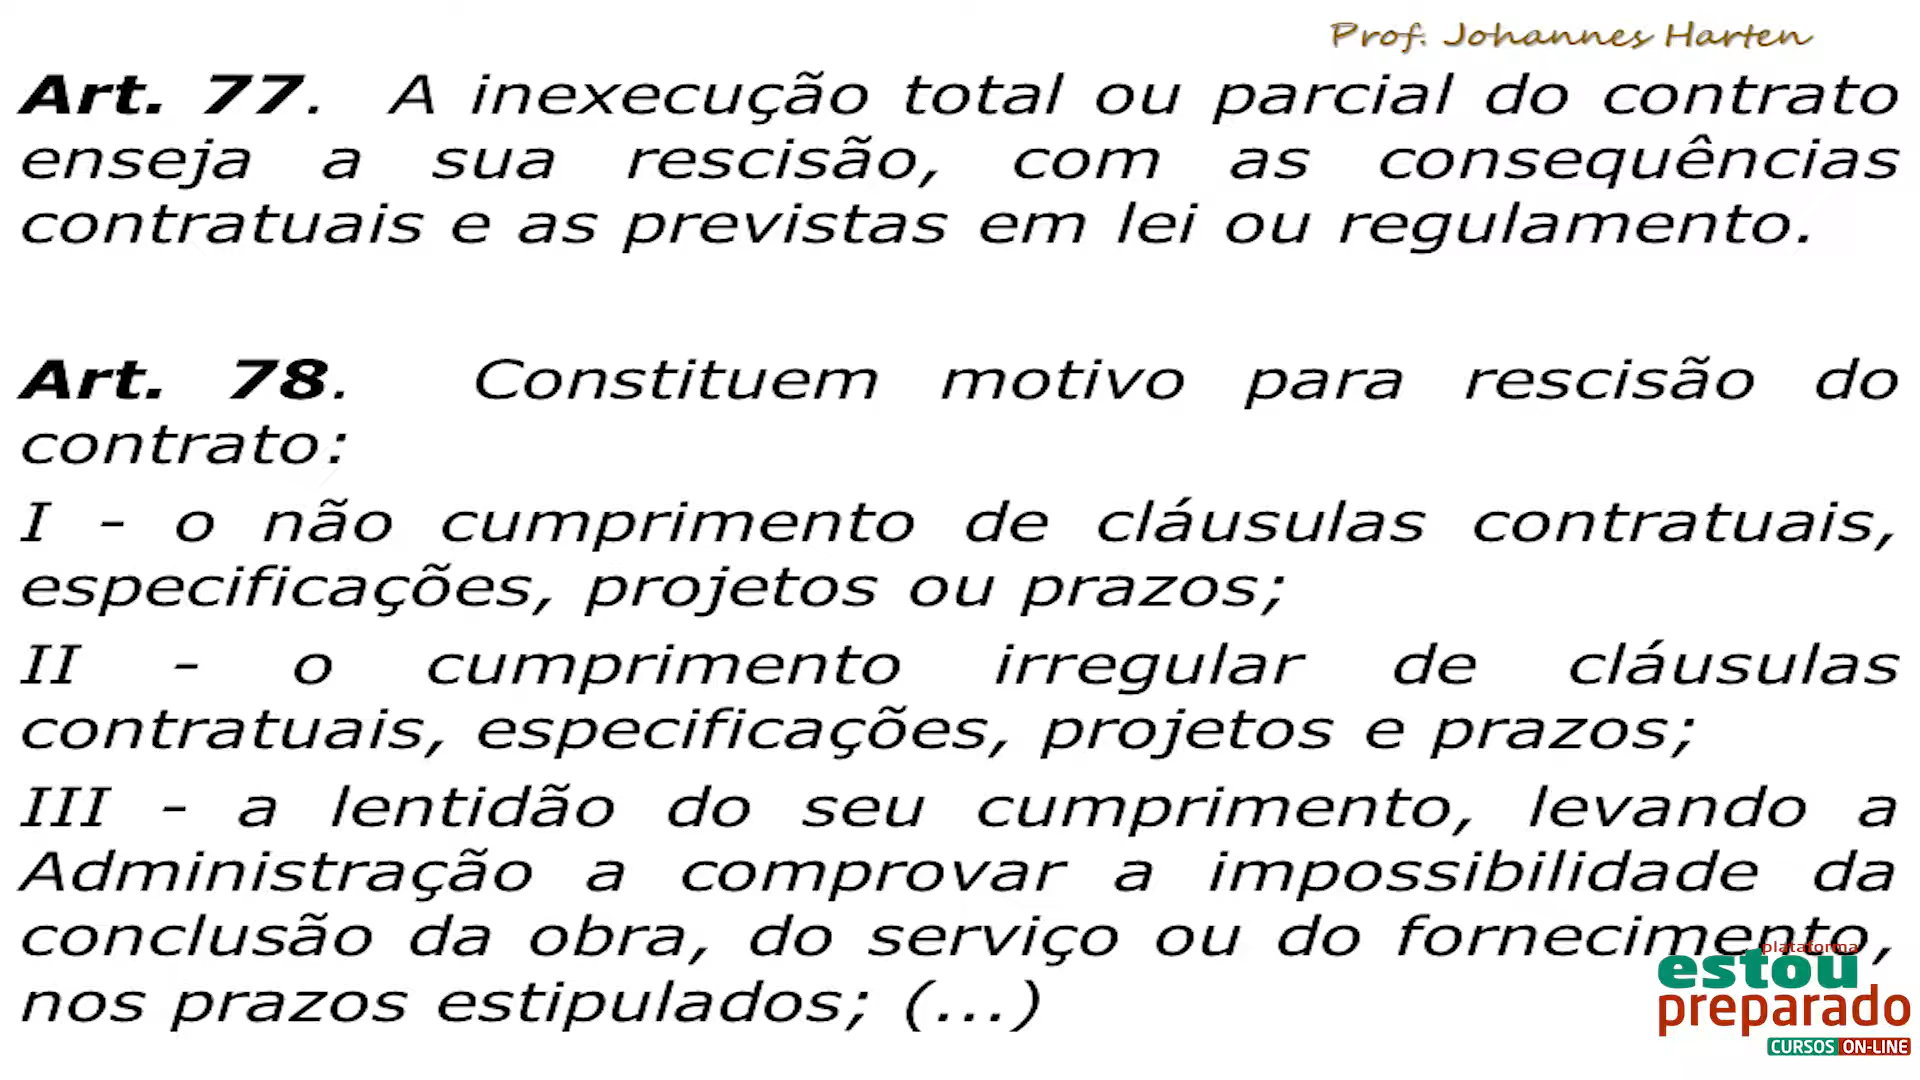 Prof. Johannes Harten
Art. 77. A inexecução total ou parcial do contrato
enseja a sua rescisão, com as consequências
contratuais e as previstas em lei ou regulamento.
Art. 78. Constituem motivo para rescisão do
contrato:
I - o não cumprimento de cláusulas contratuais,
especificações, projetos ou prazos;
II - o cumprimento irregular de cláusulas
contratuais, especificações, projetos e prazos;
III - a lentidão do seu cumprimento, levando a
Administração a comprovar a impossibilidade da
conclusão da obra, do serviço ou do fornecimento,
nos prazos estipulados; (...)
plataforma
estou
preparado
CURSOS ON-LINE